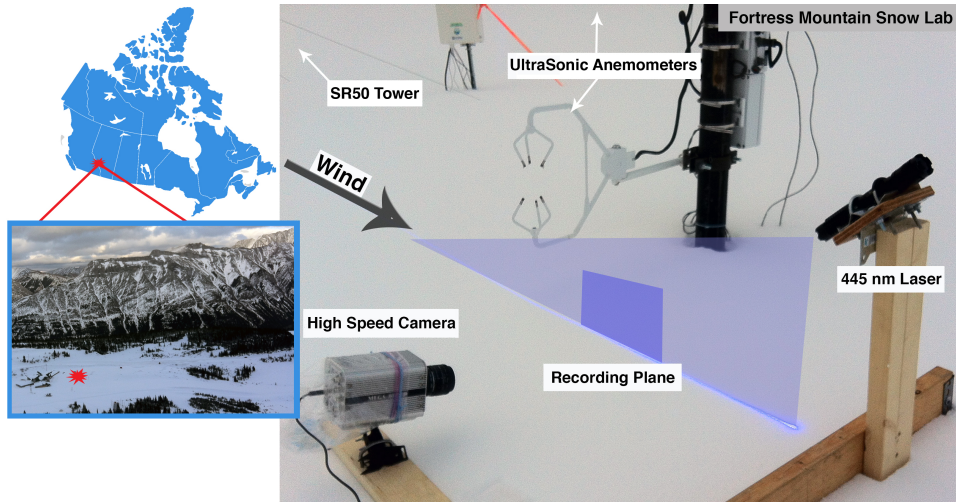 Fortress Mountain Snow Lab
UltraSonic Anemometers
SR50 Tower
Wind
445 nm Laser
High Speed Camera
Recording Plane